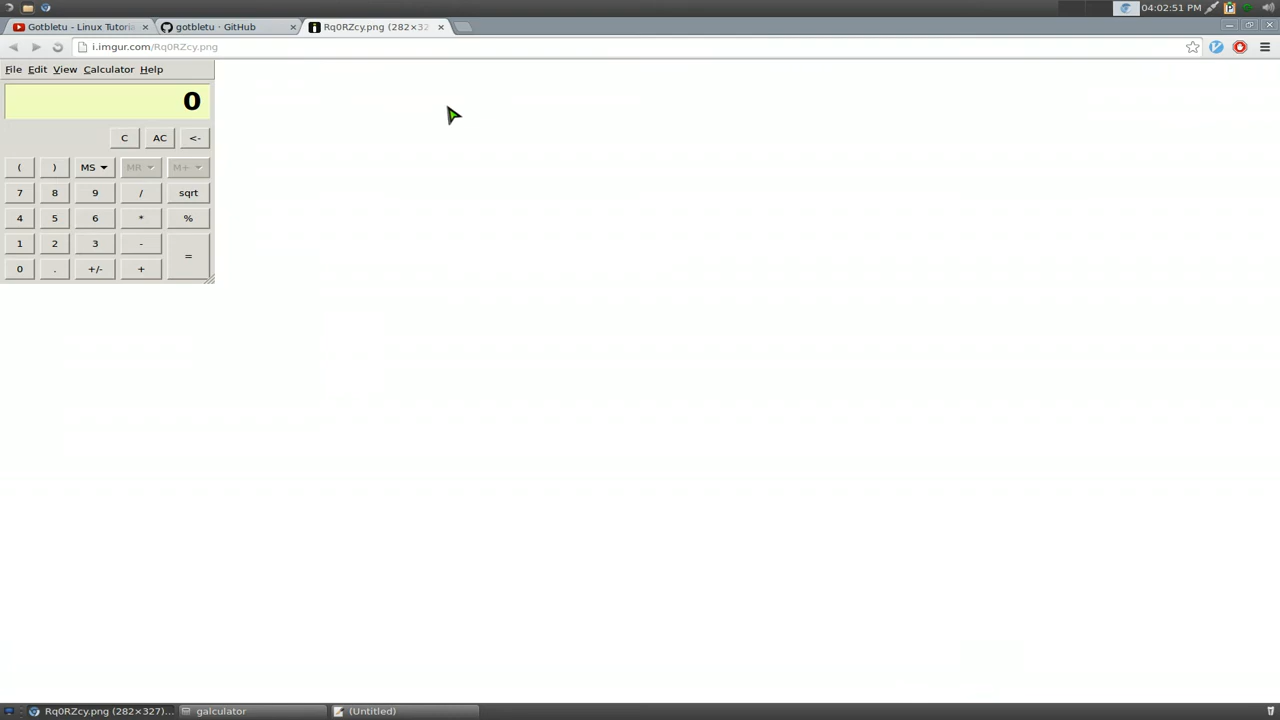 04:02:51 PM
Gotbletu - Linux Tutoria
gotbletu · GitHub
Rq0RZcy.png (282×32
i.imgur.com/Rq0RZcy.png
File Edit View Calculator Help
0
C AC <-
( ) MS MR M+
7 8 9 / sqrt
4 5 6 * %
1 2 3 - =
0 . +/- +
Rq0RZcy.png (282×327)...
galculator
(Untitled)